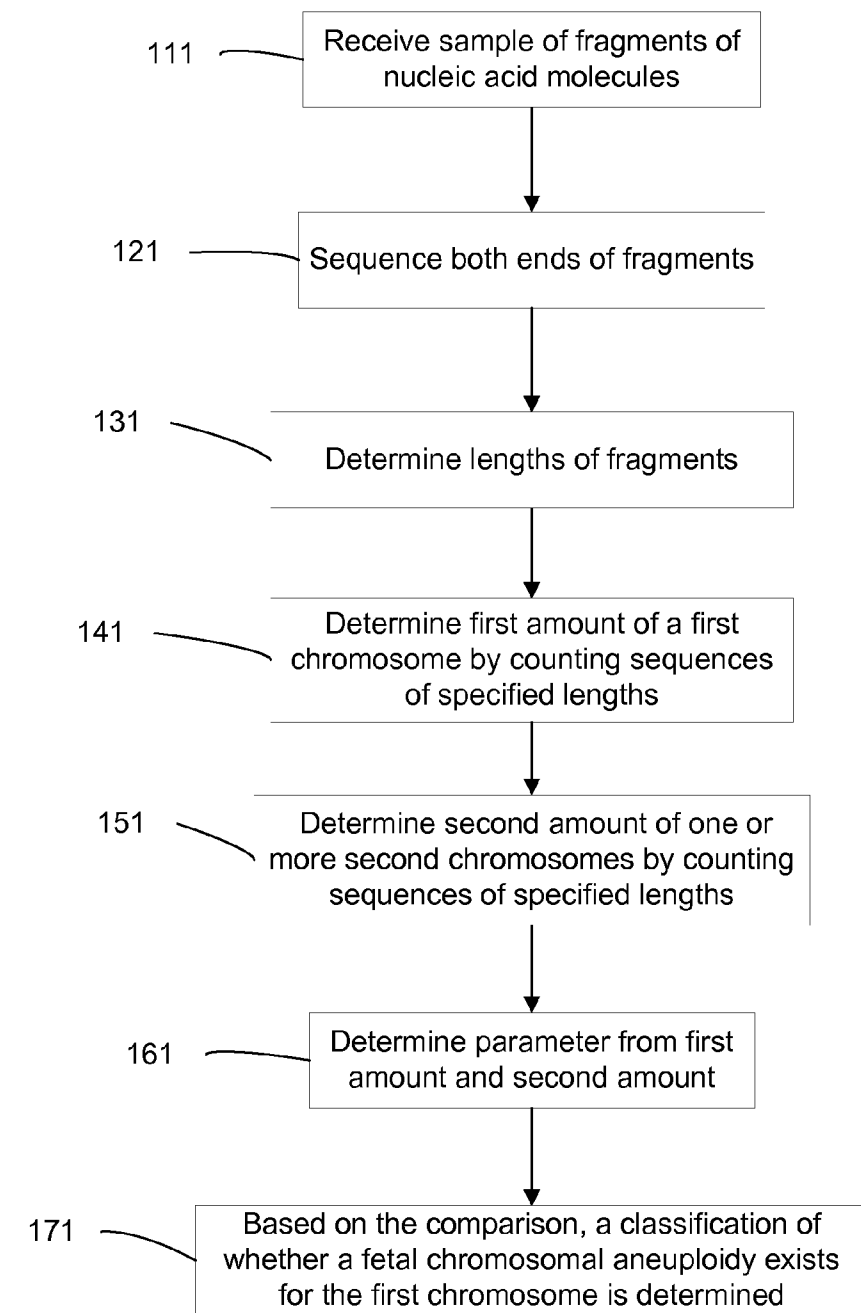 111
Receive sample of fragments of
nucleic acid molecules
121
Sequence both ends of fragments
131
Determine lengths of fragments
141
Determine first amount of a first
chromosome by counting sequences
of specified lengths
151
Determine second amount of one or
more second chromosomes by counting
sequences of specified lengths
161
Determine parameter from first
amount and second amount
171
Based on the comparison, a classification of
whether a fetal chromosomal aneuploidy exists
for the first chromosome is determined